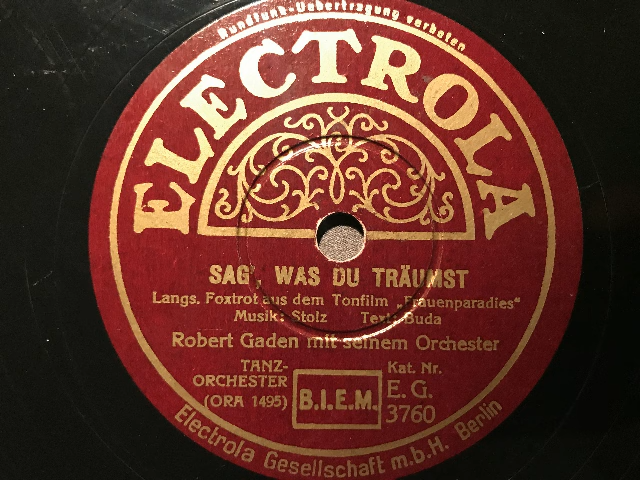 Rundfunk-Uebertragung verboten
ELECTROLA
SAG', WAS DU TRÄUMST
Langs. Foxtrot aus dem Tonfilm „Frauenparadies"
Musik: Stolz Text: Buda
Robert Gaden mit seinem Orchester
TANZ-
ORCHESTER
(ORA 1495)
B.I.E.M.
Kat. Nr.
E. G.
3760
Electrola Gesellschaft m.b.H. Berlin